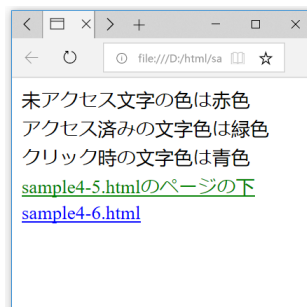 file:///D:/html/sa
未アクセス文字の色は赤色
アクセス済みの文字色は緑色
クリック時の文字色は青色
sample4-5.htmlのページの下
sample4-6.html